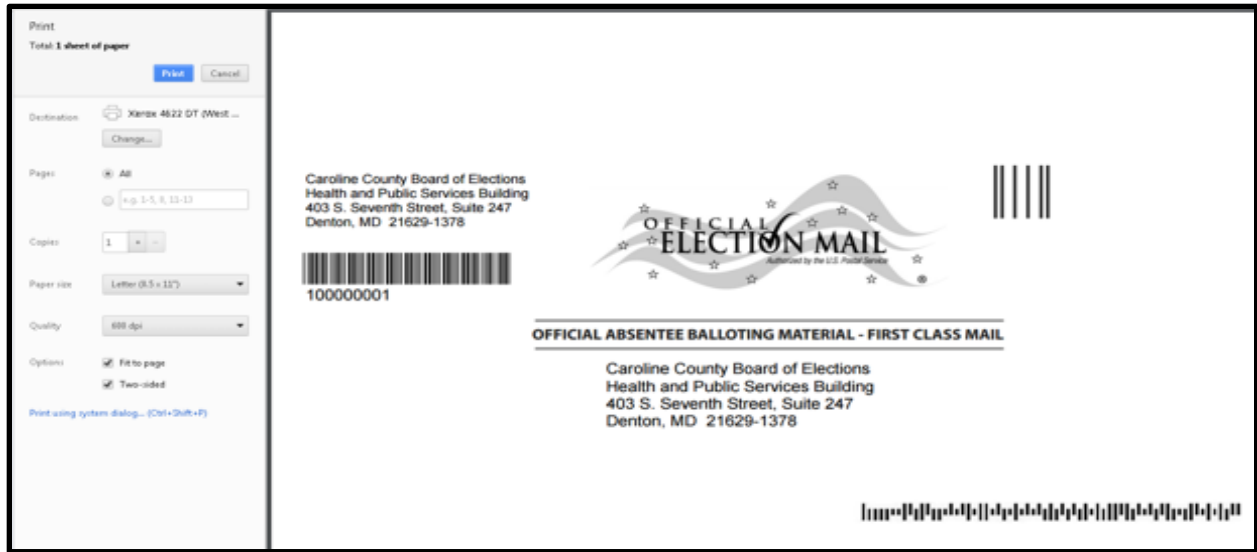 Print
Total: 1 sheet of paper
Print Cancel
Destination Xerox 4622 DT (West ...
Change...
Pages All
e.g. 1-5, 8, 11-13
Copies 1 + -
Paper size Letter (8.5 x 11")
Quality 600 dpi
Options Fit to page
Two-sided
Print using system dialog... (Ctrl+Shift+P)
Caroline County Board of Elections
Health and Public Services Building
403 S. Seventh Street, Suite 247
Denton, MD 21629-1378
100000001
OFFICIAL
ELECTION MAIL
Authorized by the U.S. Postal Service
®
OFFICIAL ABSENTEE BALLOTING MATERIAL - FIRST CLASS MAIL
Caroline County Board of Elections
Health and Public Services Building
403 S. Seventh Street, Suite 247
Denton, MD 21629-1378